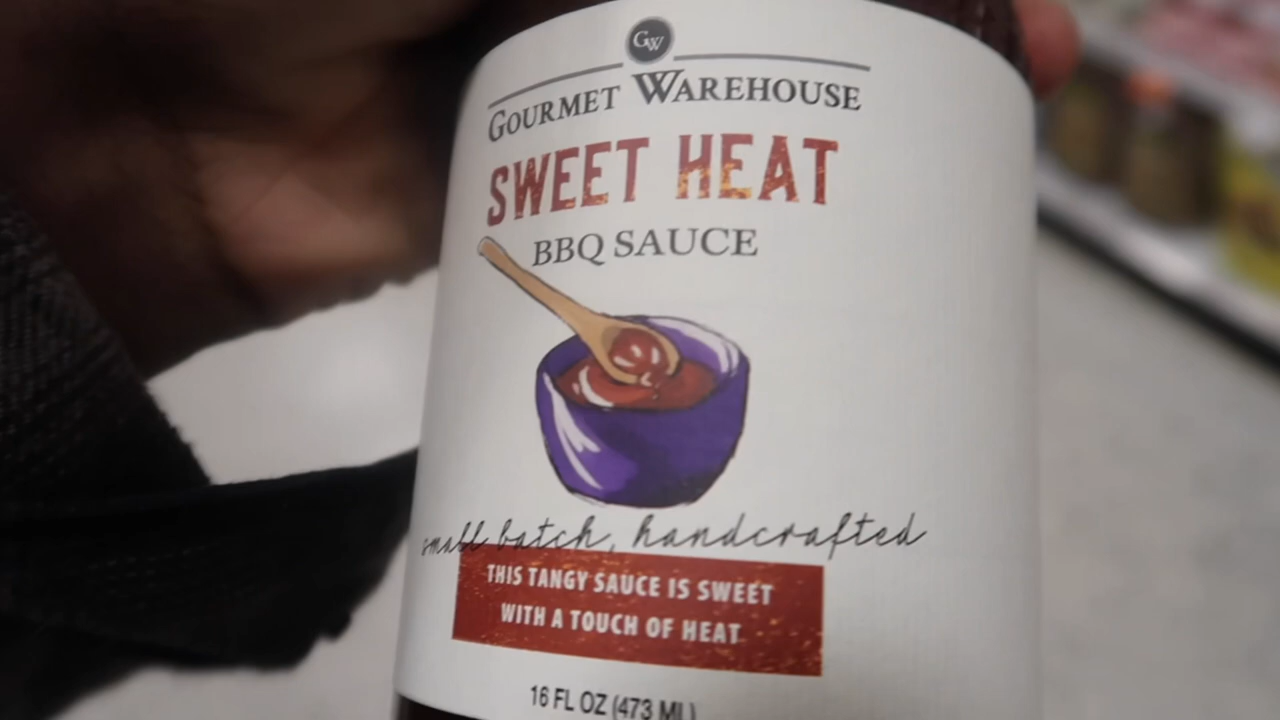 GW
GOURMET WAREHOUSE
SWEET HEAT
BBQ SAUCE
small batch, handcrafted
THIS TANGY SAUCE IS SWEET
WITH A TOUCH OF HEAT
16 FL OZ (473 ML)